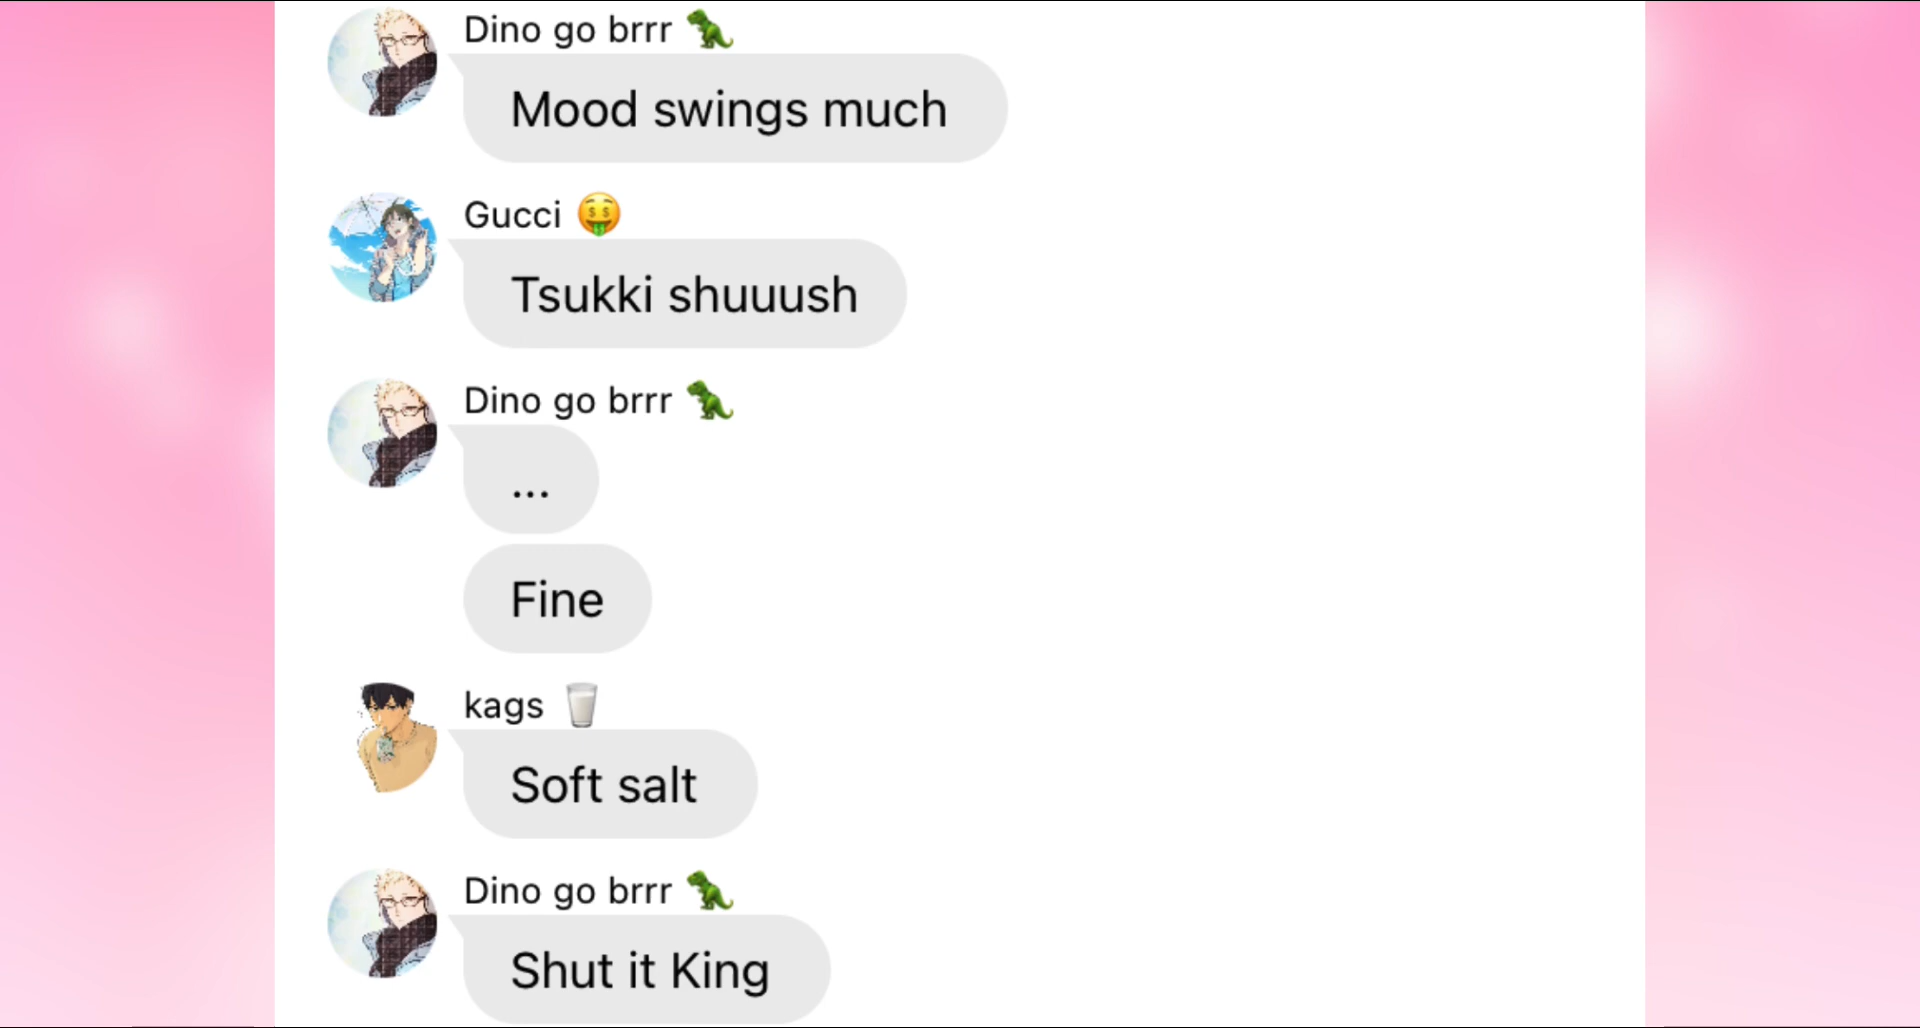 Dino go brrr 🦖
Mood swings much
Gucci 🤑
Tsukki shuuush
Dino go brrr 🦖
...
Fine
kags 🥛
Soft salt
Dino go brrr 🦖
Shut it King